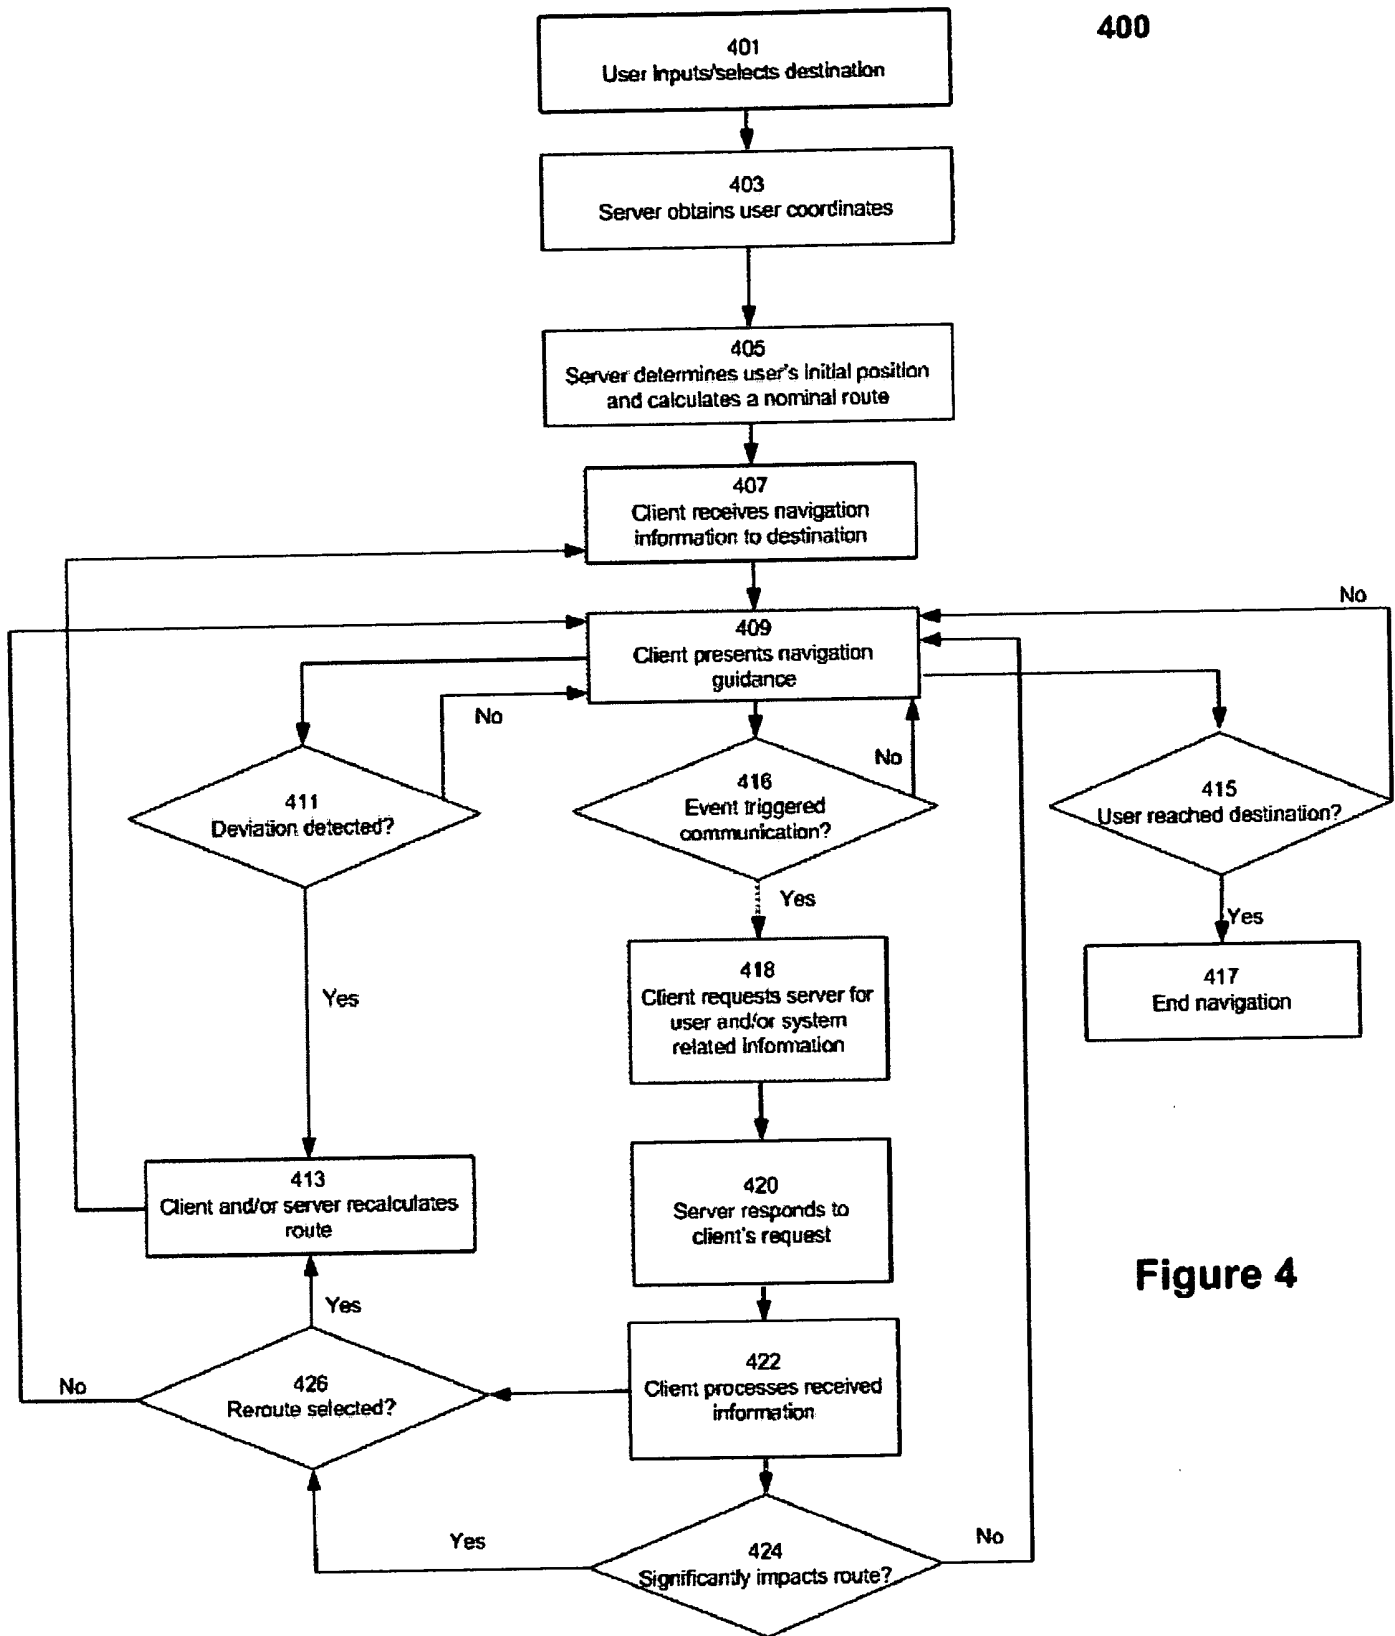 400
401
User inputs/selects destination
403
Server obtains user coordinates
405
Server determines user's initial position
and calculates a nominal route
407
Client receives navigation
information to destination
No
409
Client presents navigation
guidance
No
No
411
Deviation detected?
416
Event triggered
communication?
415
User reached destination?
Yes
Yes
418
Client requests server for
user and/or system
related information
417
End navigation
Yes
413
Client and/or server recalculates
route
420
Server responds to
client's request
Figure 4
Yes
422
Client processes received
information
No
426
Reroute selected?
Yes
No
424
Significantly impacts route?